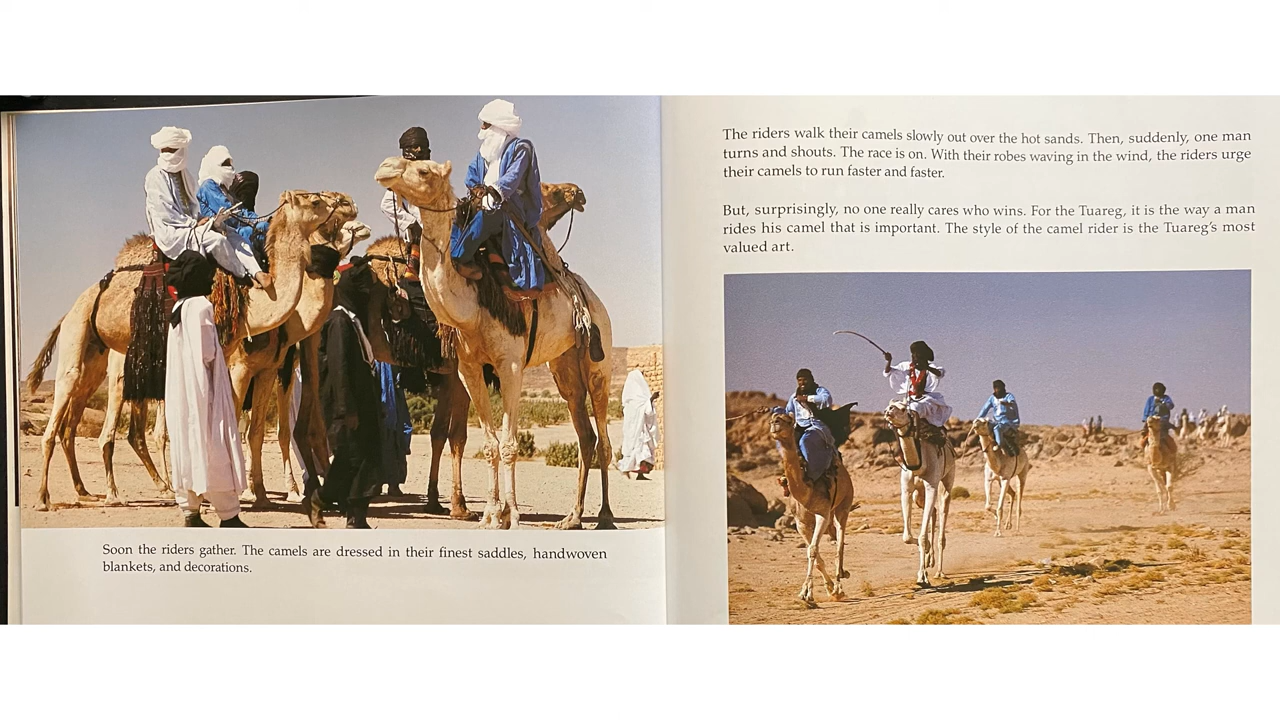 Soon the riders gather. The camels are dressed in their finest saddles, handwoven
blankets, and decorations.
The riders walk their camels slowly out over the hot sands. Then, suddenly, one man
turns and shouts. The race is on. With their robes waving in the wind, the riders urge
their camels to run faster and faster.
But, surprisingly, no one really cares who wins. For the Tuareg, it is the way a man
rides his camel that is important. The style of the camel rider is the Tuareg's most
valued art.